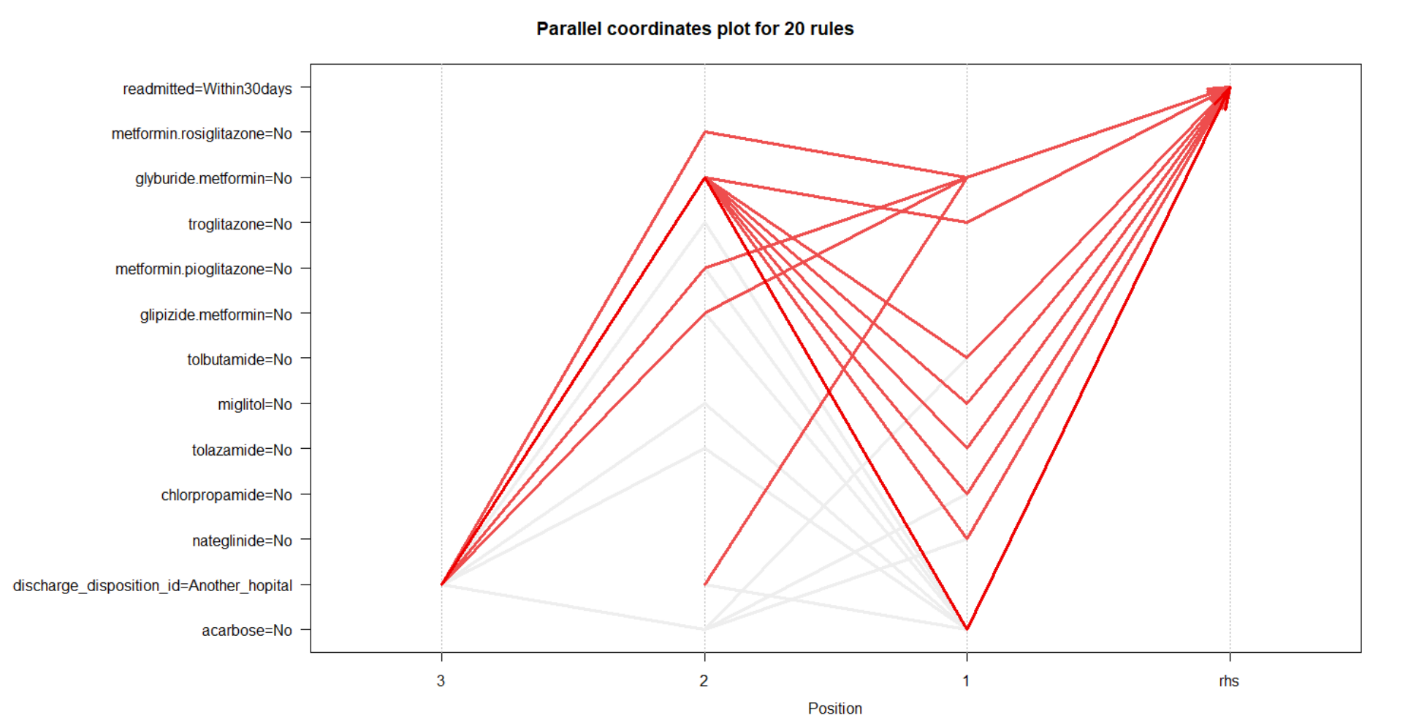 Parallel coordinates plot for 20 rules
readmitted=Within30days
metformin.rosiglitazone=No
glyburide.metformin=No
troglitazone=No
metformin.pioglitazone=No
glipizide.metformin=No
tolbutamide=No
miglitol=No
tolazamide=No
chlorpropamide=No
nateglinide=No
discharge_disposition_id=Another_hopital
acarbose=No
3 2 1 rhs
Position